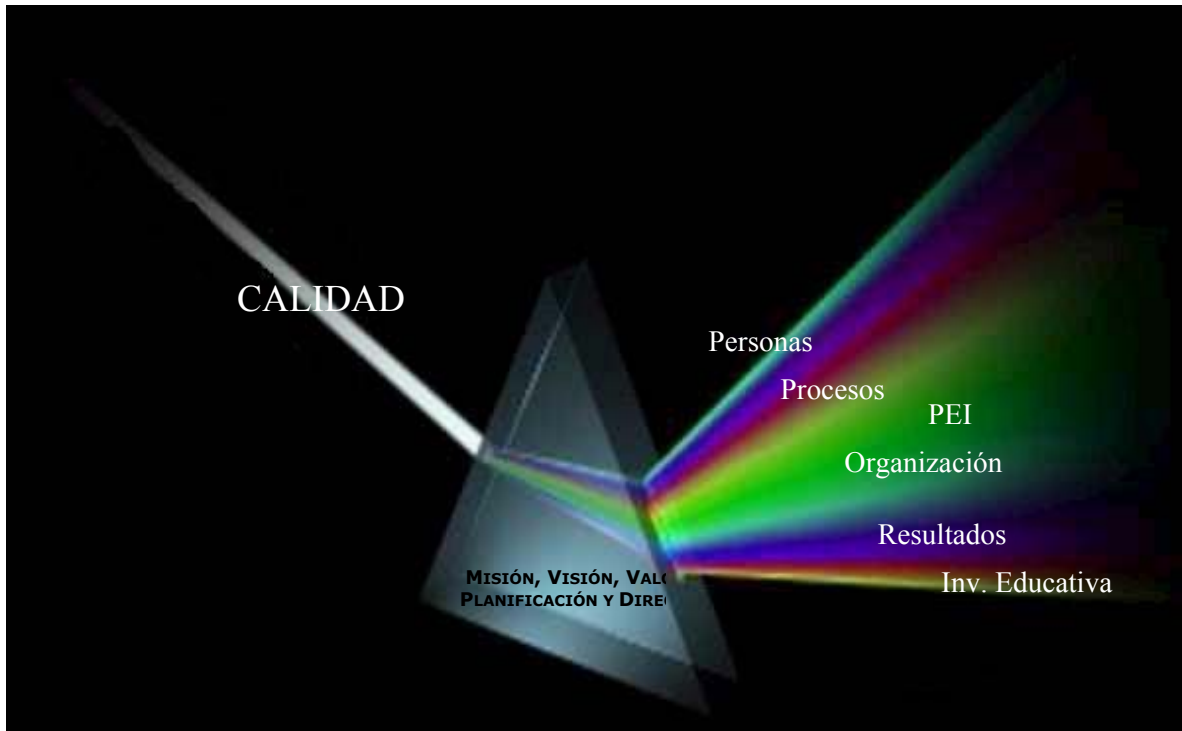 CALIDAD
Personas
Procesos
PEI
Organización
Resultados
Inv. Educativa
MISIÓN, VISIÓN,
PLANIFICACIÓN Y